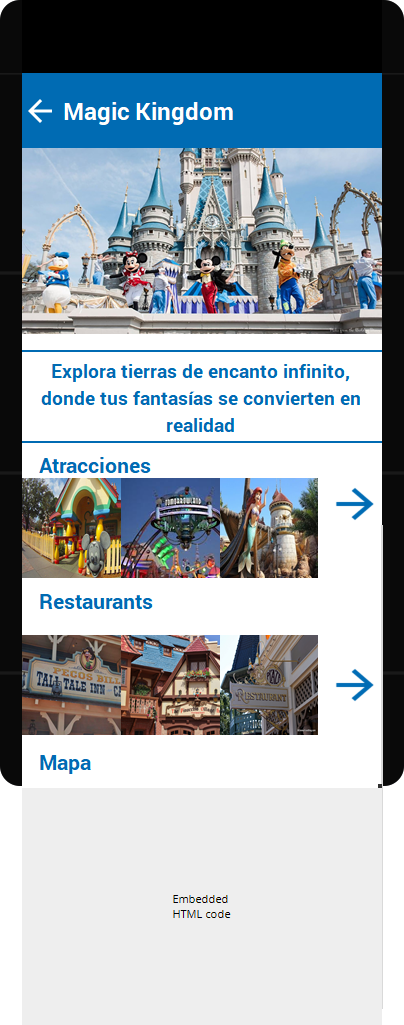 Magic Kingdom
Explora tierras de encanto infinito,
donde tus fantasías se convierten en
realidad
Atracciones
TOMORROWLAND
Restaurants
PECOS BILL
TALL TALE INN
RESTAURANT
Mapa
Embedded
HTML code